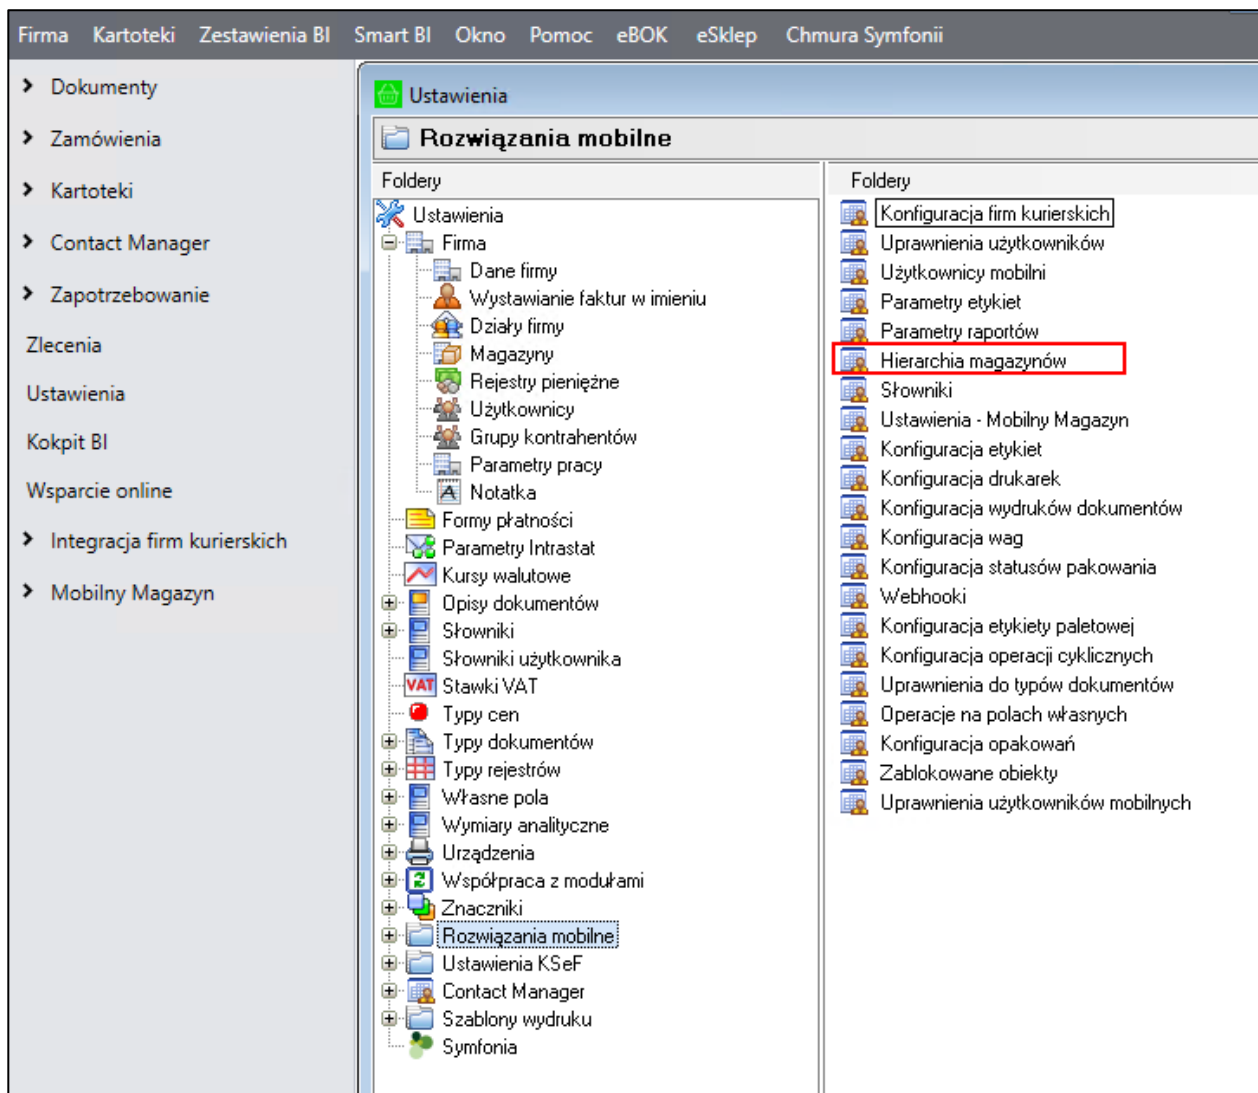 Firma Kartoteki Zestawienia BI Smart BI Okno Pomoc eBOK eSklep Chmura Symfonii
Dokumenty
Zamówienia
Kartoteki
Contact Manager
Zapotrzebowanie
Zlecenia
Ustawienia
Kokpit BI
Wsparcie online
Integracja firm kurierskich
Mobilny Magazyn
Ustawienia
Rozwiązania mobilne
Foldery
Ustawienia
Firma
Dane firmy
Wystawianie faktur w imieniu
Działy firmy
Magazyny
Rejestry pieniężne
Użytkownicy
Grupy kontrahentów
Parametry pracy
Notatka
Formy płatności
Parametry Intrastat
Kursy walutowe
Opisy dokumentów
Słowniki
Słowniki użytkownika
VAT Stawki VAT
Typy cen
Typy dokumentów
Typy rejestrów
Własne pola
Wymiary analityczne
Urządzenia
Współpraca z modułami
Znaczniki
Rozwiązania mobilne
Ustawienia KSeF
Contact Manager
Szablony wydruku
Symfonia
Foldery
Konfiguracja firm kurierskich
Uprawnienia użytkowników
Użytkownicy mobilni
Parametry etykiet
Parametry raportów
Hierarchia magazynów
Słowniki
Ustawienia - Mobilny Magazyn
Konfiguracja etykiet
Konfiguracja drukarek
Konfiguracja wydruków dokumentów
Konfiguracja wag
Konfiguracja statusów pakowania
Webhooki
Konfiguracja etykiety paletowej
Konfiguracja operacji cyklicznych
Uprawnienia do typów dokumentów
Operacje na polach własnych
Konfiguracja opakowań
Zablokowane obiekty
Uprawnienia użytkowników mobilnych